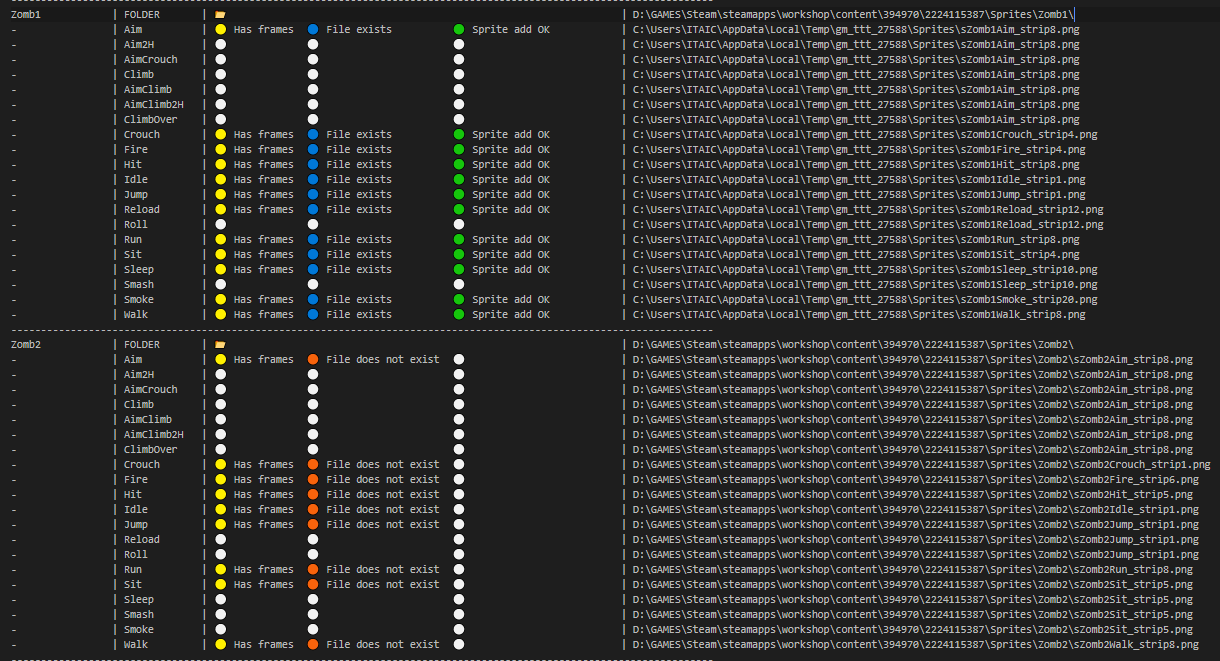 Zomb1 | FOLDER | 📁 | D:\GAMES\Steam\steamapps\workshop\content\394970\2224115387\Sprites\Zomb1\
- | Aim | 🟡 Has frames 🔵 File exists 🟢 Sprite add OK | C:\Users\ITAIC\AppData\Local\Temp\gm_ttt_27588\Sprites\sZomb1Aim_strip8.png
- | Aim2H | ⚪ ⚪ ⚪ | C:\Users\ITAIC\AppData\Local\Temp\gm_ttt_27588\Sprites\sZomb1Aim_strip8.png
- | AimCrouch | ⚪ ⚪ ⚪ | C:\Users\ITAIC\AppData\Local\Temp\gm_ttt_27588\Sprites\sZomb1Aim_strip8.png
- | Climb | ⚪ ⚪ ⚪ | C:\Users\ITAIC\AppData\Local\Temp\gm_ttt_27588\Sprites\sZomb1Aim_strip8.png
- | AimClimb | ⚪ ⚪ ⚪ | C:\Users\ITAIC\AppData\Local\Temp\gm_ttt_27588\Sprites\sZomb1Aim_strip8.png
- | AimClimb2H | ⚪ ⚪ ⚪ | C:\Users\ITAIC\AppData\Local\Temp\gm_ttt_27588\Sprites\sZomb1Aim_strip8.png
- | ClimbOver | ⚪ ⚪ ⚪ | C:\Users\ITAIC\AppData\Local\Temp\gm_ttt_27588\Sprites\sZomb1Aim_strip8.png
- | Crouch | 🟡 Has frames 🔵 File exists 🟢 Sprite add OK | C:\Users\ITAIC\AppData\Local\Temp\gm_ttt_27588\Sprites\sZomb1Crouch_strip4.png
- | Fire | 🟡 Has frames 🔵 File exists 🟢 Sprite add OK | C:\Users\ITAIC\AppData\Local\Temp\gm_ttt_27588\Sprites\sZomb1Fire_strip4.png
- | Hit | 🟡 Has frames 🔵 File exists 🟢 Sprite add OK | C:\Users\ITAIC\AppData\Local\Temp\gm_ttt_27588\Sprites\sZomb1Hit_strip8.png
- | Idle | 🟡 Has frames 🔵 File exists 🟢 Sprite add OK | C:\Users\ITAIC\AppData\Local\Temp\gm_ttt_27588\Sprites\sZomb1Idle_strip1.png
- | Jump | 🟡 Has frames 🔵 File exists 🟢 Sprite add OK | C:\Users\ITAIC\AppData\Local\Temp\gm_ttt_27588\Sprites\sZomb1Jump_strip1.png
- | Reload | 🟡 Has frames 🔵 File exists 🟢 Sprite add OK | C:\Users\ITAIC\AppData\Local\Temp\gm_ttt_27588\Sprites\sZomb1Reload_strip12.png
- | Roll | ⚪ ⚪ ⚪ | C:\Users\ITAIC\AppData\Local\Temp\gm_ttt_27588\Sprites\sZomb1Reload_strip12.png
- | Run | 🟡 Has frames 🔵 File exists 🟢 Sprite add OK | C:\Users\ITAIC\AppData\Local\Temp\gm_ttt_27588\Sprites\sZomb1Run_strip8.png
- | Sit | 🟡 Has frames 🔵 File exists 🟢 Sprite add OK | C:\Users\ITAIC\AppData\Local\Temp\gm_ttt_27588\Sprites\sZomb1Sit_strip4.png
- | Sleep | 🟡 Has frames 🔵 File exists 🟢 Sprite add OK | C:\Users\ITAIC\AppData\Local\Temp\gm_ttt_27588\Sprites\sZomb1Sleep_strip10.png
- | Smash | ⚪ ⚪ ⚪ | C:\Users\ITAIC\AppData\Local\Temp\gm_ttt_27588\Sprites\sZomb1Sleep_strip10.png
- | Smoke | 🟡 Has frames 🔵 File exists 🟢 Sprite add OK | C:\Users\ITAIC\AppData\Local\Temp\gm_ttt_27588\Sprites\sZomb1Smoke_strip20.png
- | Walk | 🟡 Has frames 🔵 File exists 🟢 Sprite add OK | C:\Users\ITAIC\AppData\Local\Temp\gm_ttt_27588\Sprites\sZomb1Walk_strip8.png
Zomb2 | FOLDER | 📁 | D:\GAMES\Steam\steamapps\workshop\content\394970\2224115387\Sprites\Zomb2\
- | Aim | 🟡 Has frames 🟠 File does not exist ⚪ | D:\GAMES\Steam\steamapps\workshop\content\394970\2224115387\Sprites\Zomb2\sZomb2Aim_strip8.png
- | Aim2H | ⚪ ⚪ ⚪ | D:\GAMES\Steam\steamapps\workshop\content\394970\2224115387\Sprites\Zomb2\sZomb2Aim_strip8.png
- | AimCrouch | ⚪ ⚪ ⚪ | D:\GAMES\Steam\steamapps\workshop\content\394970\2224115387\Sprites\Zomb2\sZomb2Aim_strip8.png
- | Climb | ⚪ ⚪ ⚪ | D:\GAMES\Steam\steamapps\workshop\content\394970\2224115387\Sprites\Zomb2\sZomb2Aim_strip8.png
- | AimClimb | ⚪ ⚪ ⚪ | D:\GAMES\Steam\steamapps\workshop\content\394970\2224115387\Sprites\Zomb2\sZomb2Aim_strip8.png
- | AimClimb2H | ⚪ ⚪ ⚪ | D:\GAMES\Steam\steamapps\workshop\content\394970\2224115387\Sprites\Zomb2\sZomb2Aim_strip8.png
- | ClimbOver | ⚪ ⚪ ⚪ | D:\GAMES\Steam\steamapps\workshop\content\394970\2224115387\Sprites\Zomb2\sZomb2Aim_strip8.png
- | Crouch | 🟡 Has frames 🟠 File does not exist ⚪ | D:\GAMES\Steam\steamapps\workshop\content\394970\2224115387\Sprites\Zomb2\sZomb2Crouch_strip1.png
- | Fire | 🟡 Has frames 🟠 File does not exist ⚪ | D:\GAMES\Steam\steamapps\workshop\content\394970\2224115387\Sprites\Zomb2\sZomb2Fire_strip6.png
- | Hit | 🟡 Has frames 🟠 File does not exist ⚪ | D:\GAMES\Steam\steamapps\workshop\content\394970\2224115387\Sprites\Zomb2\sZomb2Hit_strip5.png
- | Idle | 🟡 Has frames 🟠 File does not exist ⚪ | D:\GAMES\Steam\steamapps\workshop\content\394970\2224115387\Sprites\Zomb2\sZomb2Idle_strip1.png
- | Jump | 🟡 Has frames 🟠 File does not exist ⚪ | D:\GAMES\Steam\steamapps\workshop\content\394970\2224115387\Sprites\Zomb2\sZomb2Jump_strip1.png
- | Reload | ⚪ ⚪ ⚪ | D:\GAMES\Steam\steamapps\workshop\content\394970\2224115387\Sprites\Zomb2\sZomb2Jump_strip1.png
- | Roll | ⚪ ⚪ ⚪ | D:\GAMES\Steam\steamapps\workshop\content\394970\2224115387\Sprites\Zomb2\sZomb2Jump_strip1.png
- | Run | 🟡 Has frames 🟠 File does not exist ⚪ | D:\GAMES\Steam\steamapps\workshop\content\394970\2224115387\Sprites\Zomb2\sZomb2Run_strip8.png
- | Sit | 🟡 Has frames 🟠 File does not exist ⚪ | D:\GAMES\Steam\steamapps\workshop\content\394970\2224115387\Sprites\Zomb2\sZomb2Sit_strip5.png
- | Sleep | ⚪ ⚪ ⚪ | D:\GAMES\Steam\steamapps\workshop\content\394970\2224115387\Sprites\Zomb2\sZomb2Sit_strip5.png
- | Smash | ⚪ ⚪ ⚪ | D:\GAMES\Steam\steamapps\workshop\content\394970\2224115387\Sprites\Zomb2\sZomb2Sit_strip5.png
- | Smoke | ⚪ ⚪ ⚪ | D:\GAMES\Steam\steamapps\workshop\content\394970\2224115387\Sprites\Zomb2\sZomb2Sit_strip5.png
- | Walk | 🟡 Has frames 🟠 File does not exist ⚪ | D:\GAMES\Steam\steamapps\workshop\content\394970\2224115387\Sprites\Zomb2\sZomb2Walk_strip8.png